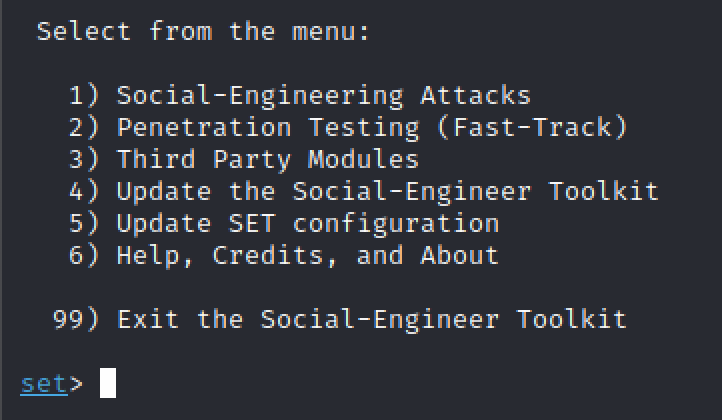 Select from the menu:
1) Social-Engineering Attacks
2) Penetration Testing (Fast-Track)
3) Third Party Modules
4) Update the Social-Engineer Toolkit
5) Update SET configuration
6) Help, Credits, and About
99) Exit the Social-Engineer Toolkit
set>